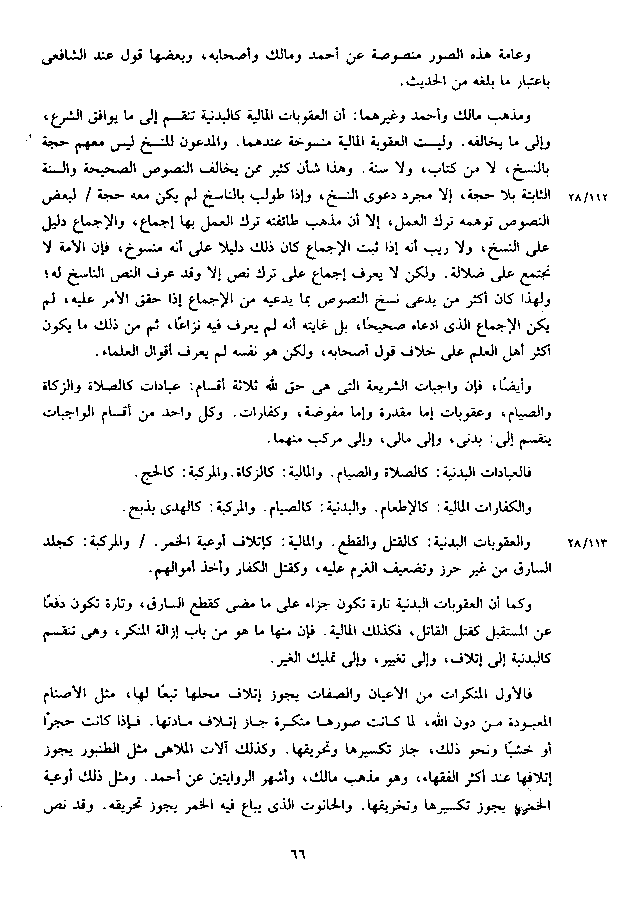 وعامة هذه الصور منصوصة عن أحمد ومالك وأصحابه، وبعضها قول عند الشافعى
باعتبار ما بلغه من الحديث.
ومذهب مالك وأحمد وغيرهما: أن العقوبات المالية كالبدنية تنقسم إلى ما يوافق الشرع،
وإلى ما يخالفه. وليست العقوبة المالية منسوخة عندهما. والمدعون للنسخ ليس معهم حجة
بالنسخ، لا من كتاب، ولا سنة. وهذا شأن كثير ممن يخالف النصوص الصحيحة والسنة
٢٨/١١٢ الثابتة بلا حجة، إلا مجرد دعوى النسخ، وإذا طولب بالناسخ لم يكن معه حجة / لبعض
النصوص توهمه ترك العمل، إلا أن مذهب طائفته ترك العمل بها إجماع، والإجماع دليل
على النسخ، ولا ريب أنه إذا ثبت الإجماع كان ذلك دليلا على أنه منسوخ، فإن الأمة لا
تجتمع على ضلالة. ولكن لا يعرف إجماع على ترك نص إلا وقد عرف النص الناسخ له؛
ولهذا كان أكثر من يدعى نسخ النصوص بما يدعيه من الإجماع إذا حقق الأمر عليه، لم
يكن الإجماع الذى ادعاه صحيحًا، بل غايته أنه لم يعرف فيه نزاعًا، ثم من ذلك ما يكون
أكثر أهل العلم على خلاف قول أصحابه، ولكن هو نفسه لم يعرف أقوال العلماء.
وأيضًا، فإن واجبات الشريعة التى هى حق لله ثلاثة أقسام: عبادات كالصلاة والزكاة
والصيام، وعقوبات إما مقدرة وإما مفوضة، وكفارات. وكل واحد من أقسام الواجبات
ينقسم إلى: بدنى، وإلى مالى، وإلى مركب منهما.
فالعبادات البدنية: كالصلاة والصيام. والمالية: كالزكاة.والمركبة: كالحج.
والكفارات المالية: كالإطعام. والبدنية: كالصيام. والمركبة: كالهدى بذبح.
٢٨/١١٣ والعقوبات البدنية: كالقتل والقطع. والمالية: كإتلاف أوعية الخمر. / والمركبة: كجلد
السارق من غير حرز وتضعيف الغرم عليه، وكقتل الكفار وأخذ أموالهم.
وكما أن العقوبات البدنية تارة تكون جزاء على ما مضى كقطع السارق، وتارة تكون دفعًا
عن المستقبل كقتل القاتل، فكذلك المالية. فإن منها ما هو من باب إزالة المنكر، وهى تنقسم
كالبدنية إلى إتلاف، وإلى تغيير، وإلى تمليك الغير.
فالأول المنكرات من الأعيان والصفات يجوز إتلاف محلها تبعًا لها، مثل الأصنام
المعبودة من دون الله، لما كانت صورها منكرة جاز إتلاف مادتها. فإذا كانت حجرًا
أو خشبًا ونحو ذلك، جاز تكسيرها وتحريقها. وكذلك آلات الملاهى مثل الطنبور يجوز
إتلافها عند أكثر الفقهاء، وهو مذهب مالك، وأشهر الروايتين عن أحمد. ومثل ذلك أوعية
الخمر، يجوز تكسيرها وتخريقها. والحانوت الذى يباع فيه الخمر يجوز تحريقه. وقد نص
٦٦